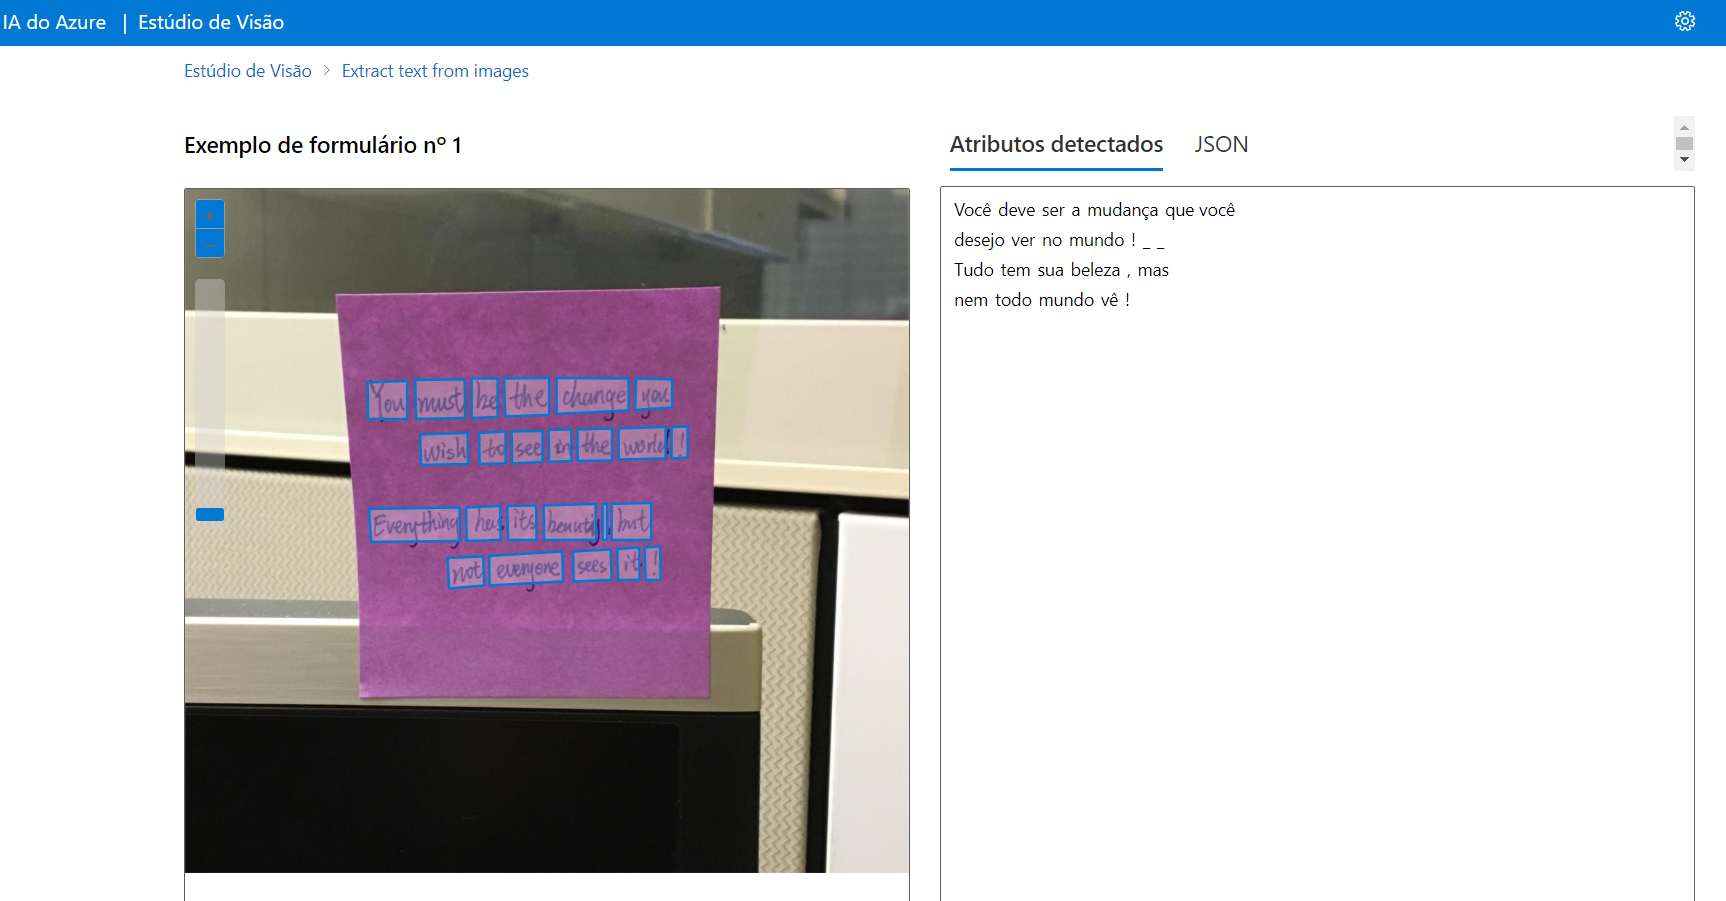 IA do Azure | Estúdio de Visão
Estúdio de Visão > Extract text from images
Exemplo de formulário nº 1
Atributos detectados JSON
+
-
You must be the change you
wish to see in the world!
Everything has its beauty, but
not everyone sees it!
Você deve ser a mudança que você
desejo ver no mundo ! _ _
Tudo tem sua beleza , mas
nem todo mundo vê !